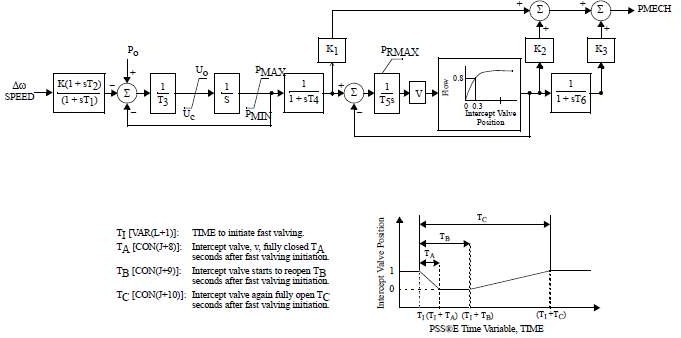 Σ
Σ
PMECH
K1
K2
K3
Po
Uo
PMAX
PRMAX
Δω
SPEED
K(1 + sT2)
(1 + sT1)
Σ
1
T3
Uc
1
S
PMIN
1
1 + sT4
Σ
1
T5s
V
Flow
0.8
0 0.3
Intercept Valve
Position
1
1 + sT6
TI [VAR(L+1)]: TIME to initiate fast valving.
TA [CON(J+8)]: Intercept valve, v, fully closed TA
seconds after fast valving initiation.
TB [CON(J+9)]: Intercept valve starts to reopen TB
seconds after fast valving initiation.
TC [CON(J+10)]: Intercept valve again fully open TC
seconds after fast valving initiation.
Intercept Valve Position
TC
TB
TA
1
0
TI (TI + TA) (TI + TB) (TI +TC)
PSS®E Time Variable, TIME